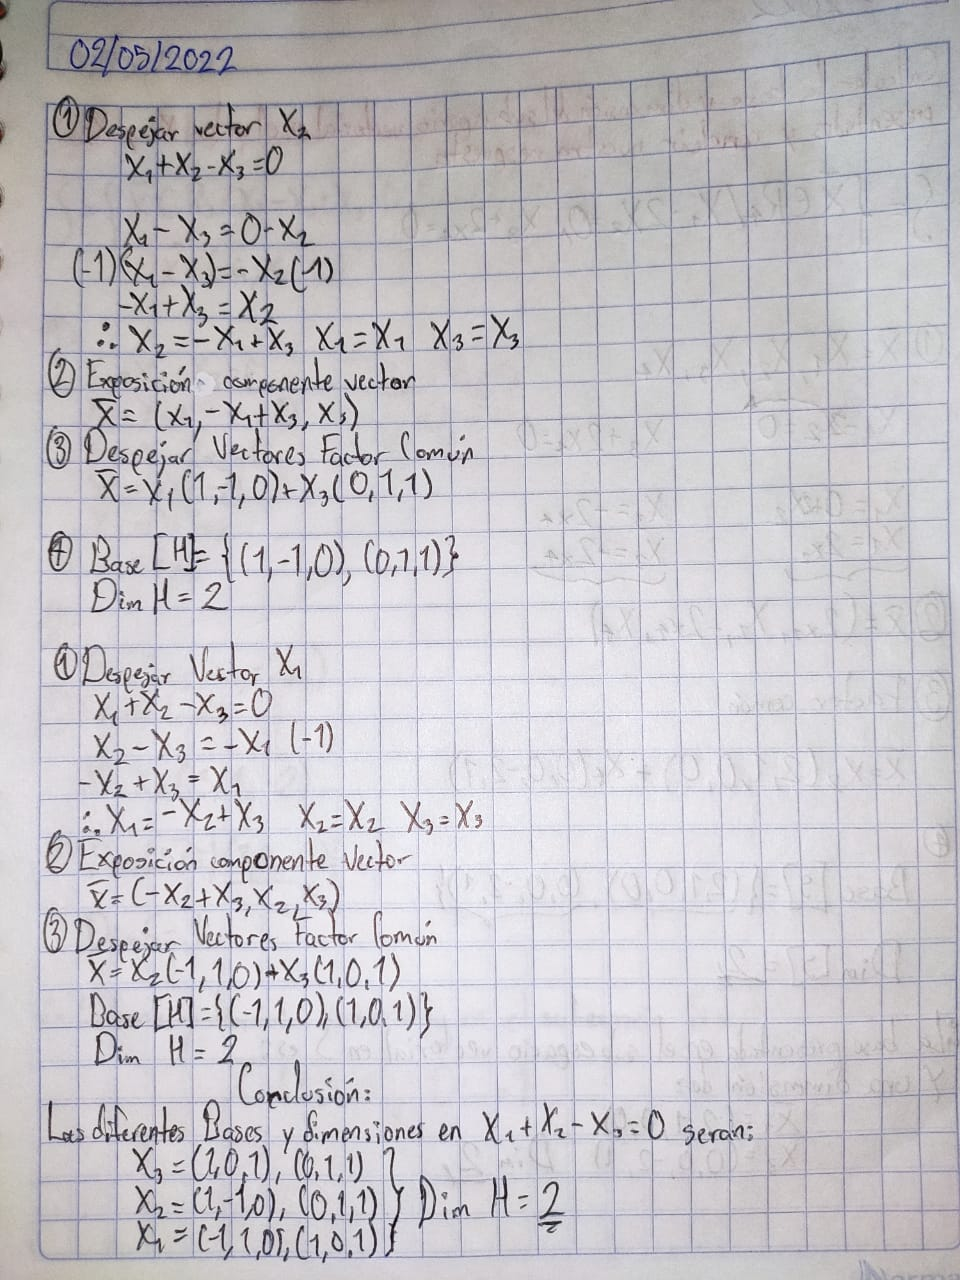 02/05/2022
① Despejar vector X₂
X₁+X₂-X₃=0
X₁-X₃=0-X₂
(-1)(X₁-X₃)=-X₂(-1)
-X₁+X₃=X₂
∴ X₂=-X₁+X₃ X₁=X₁ X₃=X₃
② Exposición componente vector
X̄=(X₁,-X₁+X₃,X₃)
③ Despejar Vectores Factor Común
X̄=X₁(1,-1,0)+X₃(0,1,1)
④ Base [H]={(1,-1,0),(0,1,1)}
Dim H=2
① Despejar Vector X₁
X₁+X₂-X₃=0
X₂-X₃=-X₁ (-1)
-X₂+X₃=X₁
∴ X₁=-X₂+X₃ X₂=X₂ X₃=X₃
② Exposición componente Vector
X̄=(-X₂+X₃,X₂,X₃)
③ Despejar Vectores Factor Común
X̄=X₂(-1,1,0)+X₃(1,0,1)
Base [H]={(-1,1,0),(1,0,1)}
Dim H=2
Conclusión:
Las diferentes Bases y dimensiones en X₁+X₂-X₃=0 seran:
X₃=(1,0,1),(0,1,1)
X₂=(1,-1,0),(0,1,1) } Dim H=2
X₁=(-1,1,0),(1,0,1)